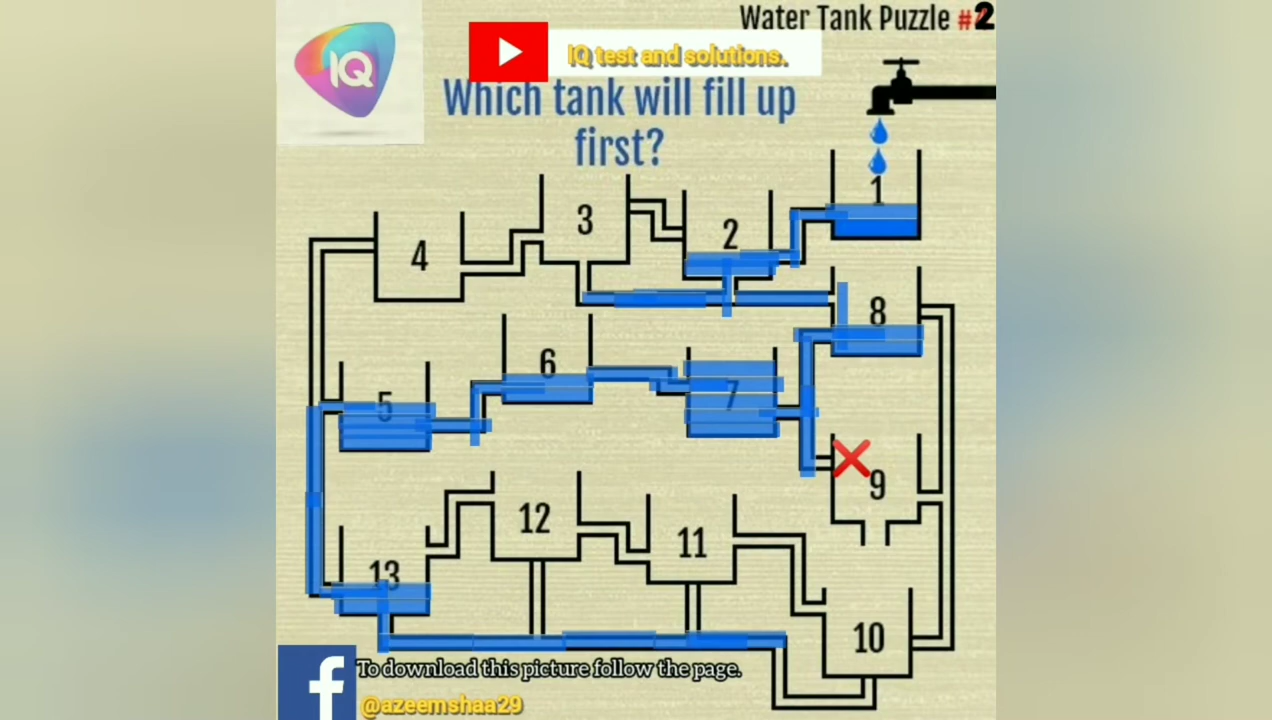 Water Tank Puzzle #2
IQ
IQ test and solutions.
Which tank will fill up
first?
1
2
3
4
8
6
7
5
9
12
11
13
10
f
To download this picture follow the page.
@azeemshaa29